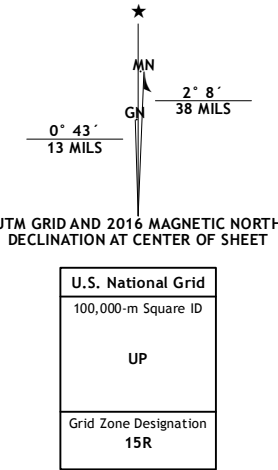 MN
GN
0° 43´
13 MILS
2° 8´
38 MILS
UTM GRID AND 2016 MAGNETIC NORTH
DECLINATION AT CENTER OF SHEET
U.S. National Grid
100,000-m Square ID
UP
Grid Zone Designation
15R